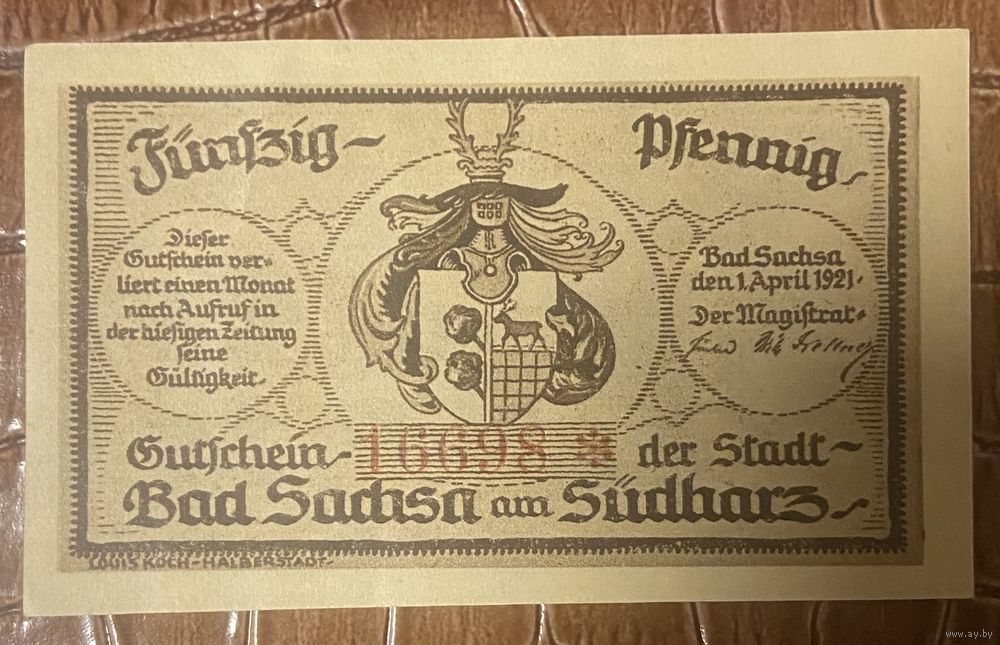 Fünfzig
Pfennig
Dieser
Gutschein ver-
liert einen Monat
nach Aufruf in
der hiesigen Zeitung
seine
Gültigkeit.
Bad Sachsa
den 1. April 1921.
Der Magistrat.
Gutschein 16698 * der Stadt
Bad Sachsa am Südharz
LOUIS KOCH-HALBERSTADT-
www.ay.by